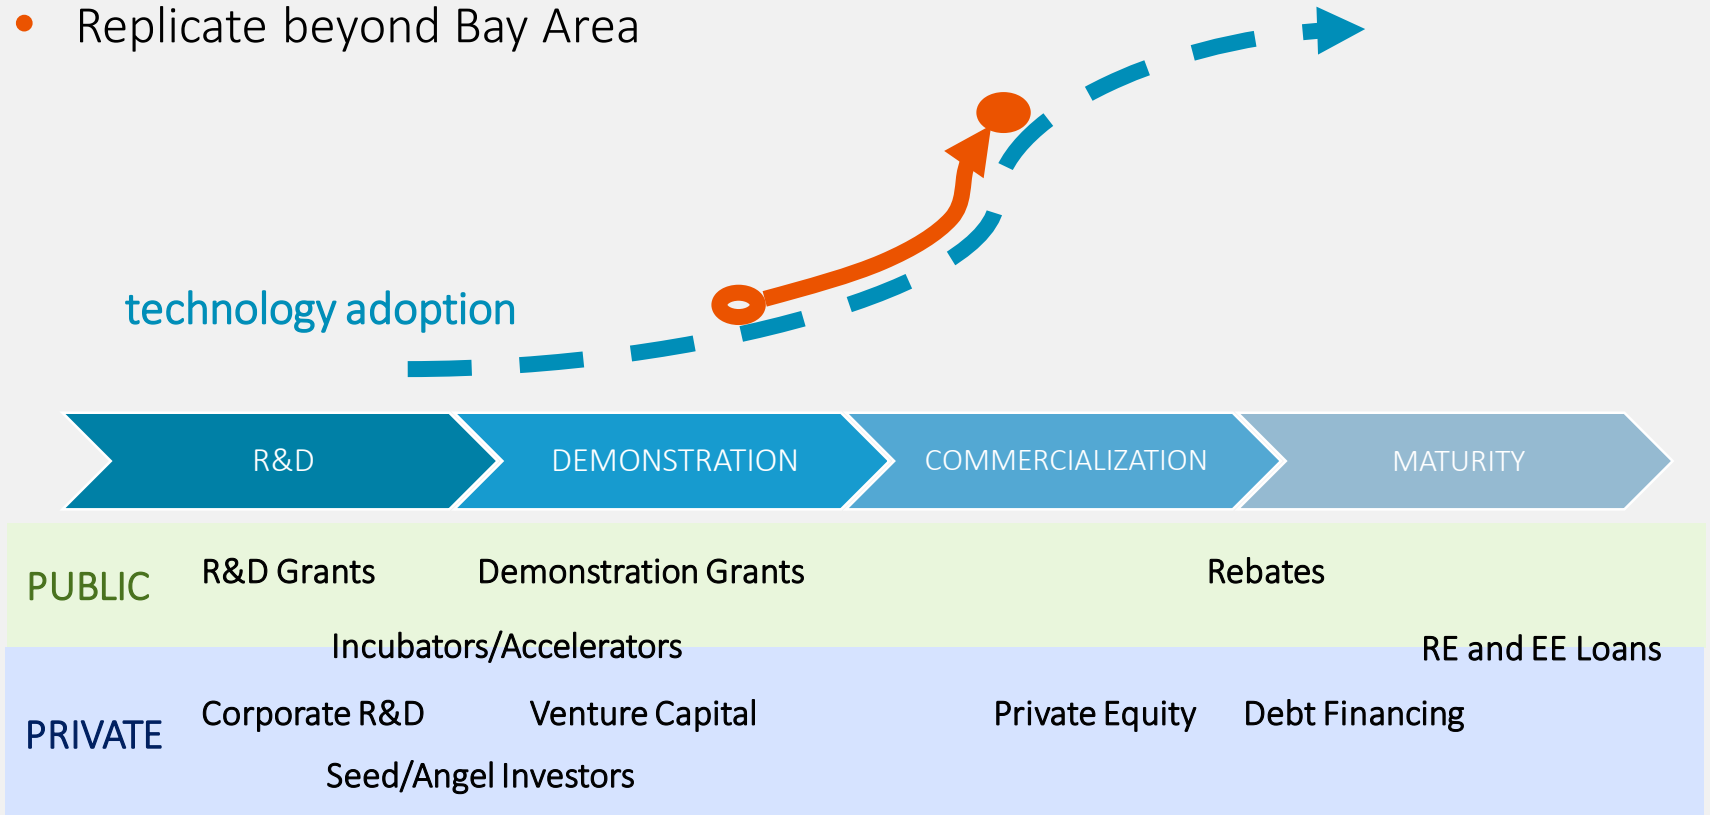 • Replicate beyond Bay Area
technology adoption
R&D DEMONSTRATION COMMERCIALIZATION MATURITY
PUBLIC R&D Grants Demonstration Grants Rebates
Incubators/Accelerators RE and EE Loans
PRIVATE Corporate R&D Venture Capital Private Equity Debt Financing
Seed/Angel Investors